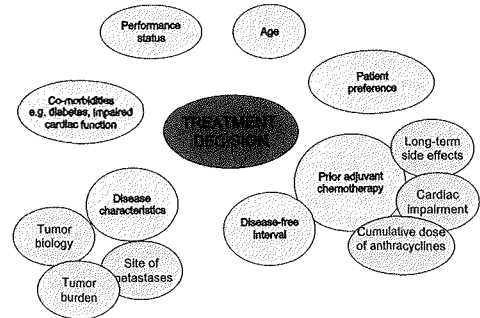 Performance
status
Age
Patient
preference
Co-morbidities
e.g. diabetes, impaired
cardiac function
TREATMENT
DECISION
Long-term
side effects
Prior adjuvant
chemotherapy
Cardiac
impairment
Disease
characteristics
Disease-free
interval
Cumulative dose
of anthracyclines
Tumor
biology
Site of
metastases
Tumor
burden